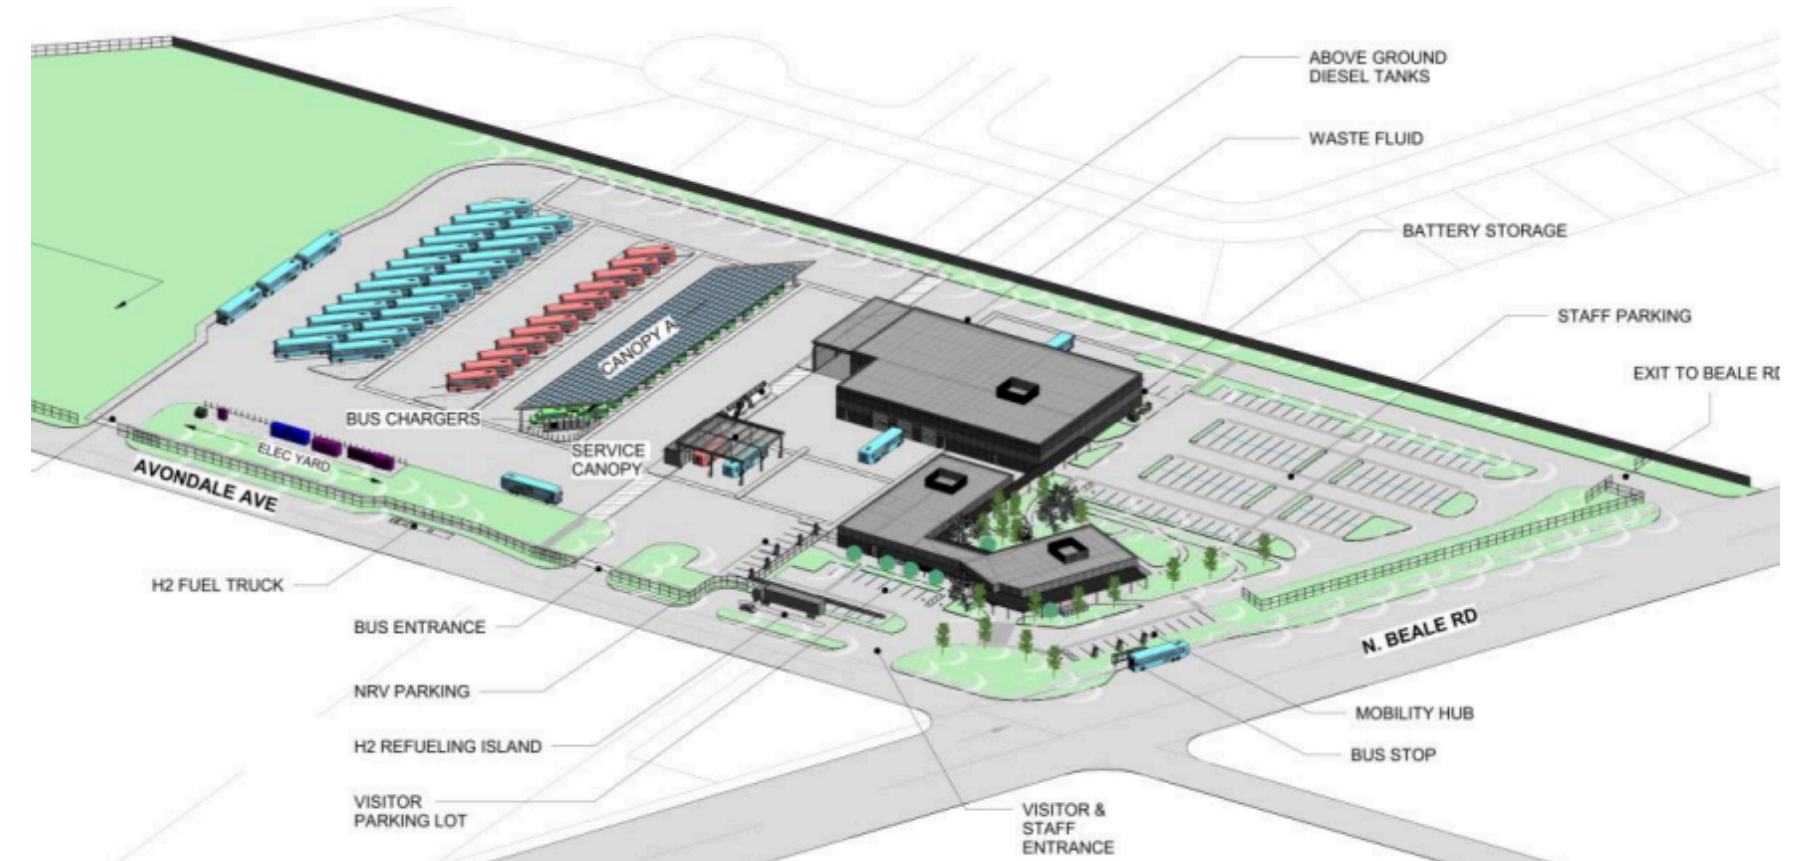 ABOVE GROUND
DIESEL TANKS
WASTE FLUID
BATTERY STORAGE
STAFF PARKING
EXIT TO BEALE RD
CANOPY A
BUS CHARGERS
SERVICE
CANOPY
ELEC YARD
AVONDALE AVE
H2 FUEL TRUCK
BUS ENTRANCE
NRV PARKING
H2 REFUELING ISLAND
VISITOR
PARKING LOT
N. BEALE RD
MOBILITY HUB
BUS STOP
VISITOR &
STAFF
ENTRANCE